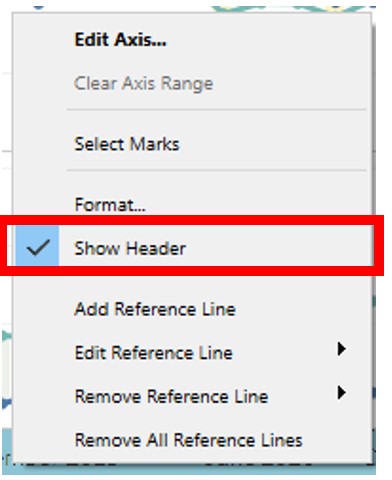 Edit Axis...
Clear Axis Range
Select Marks
Format...
Show Header
Add Reference Line
Edit Reference Line
Remove Reference Line
Remove All Reference Lines